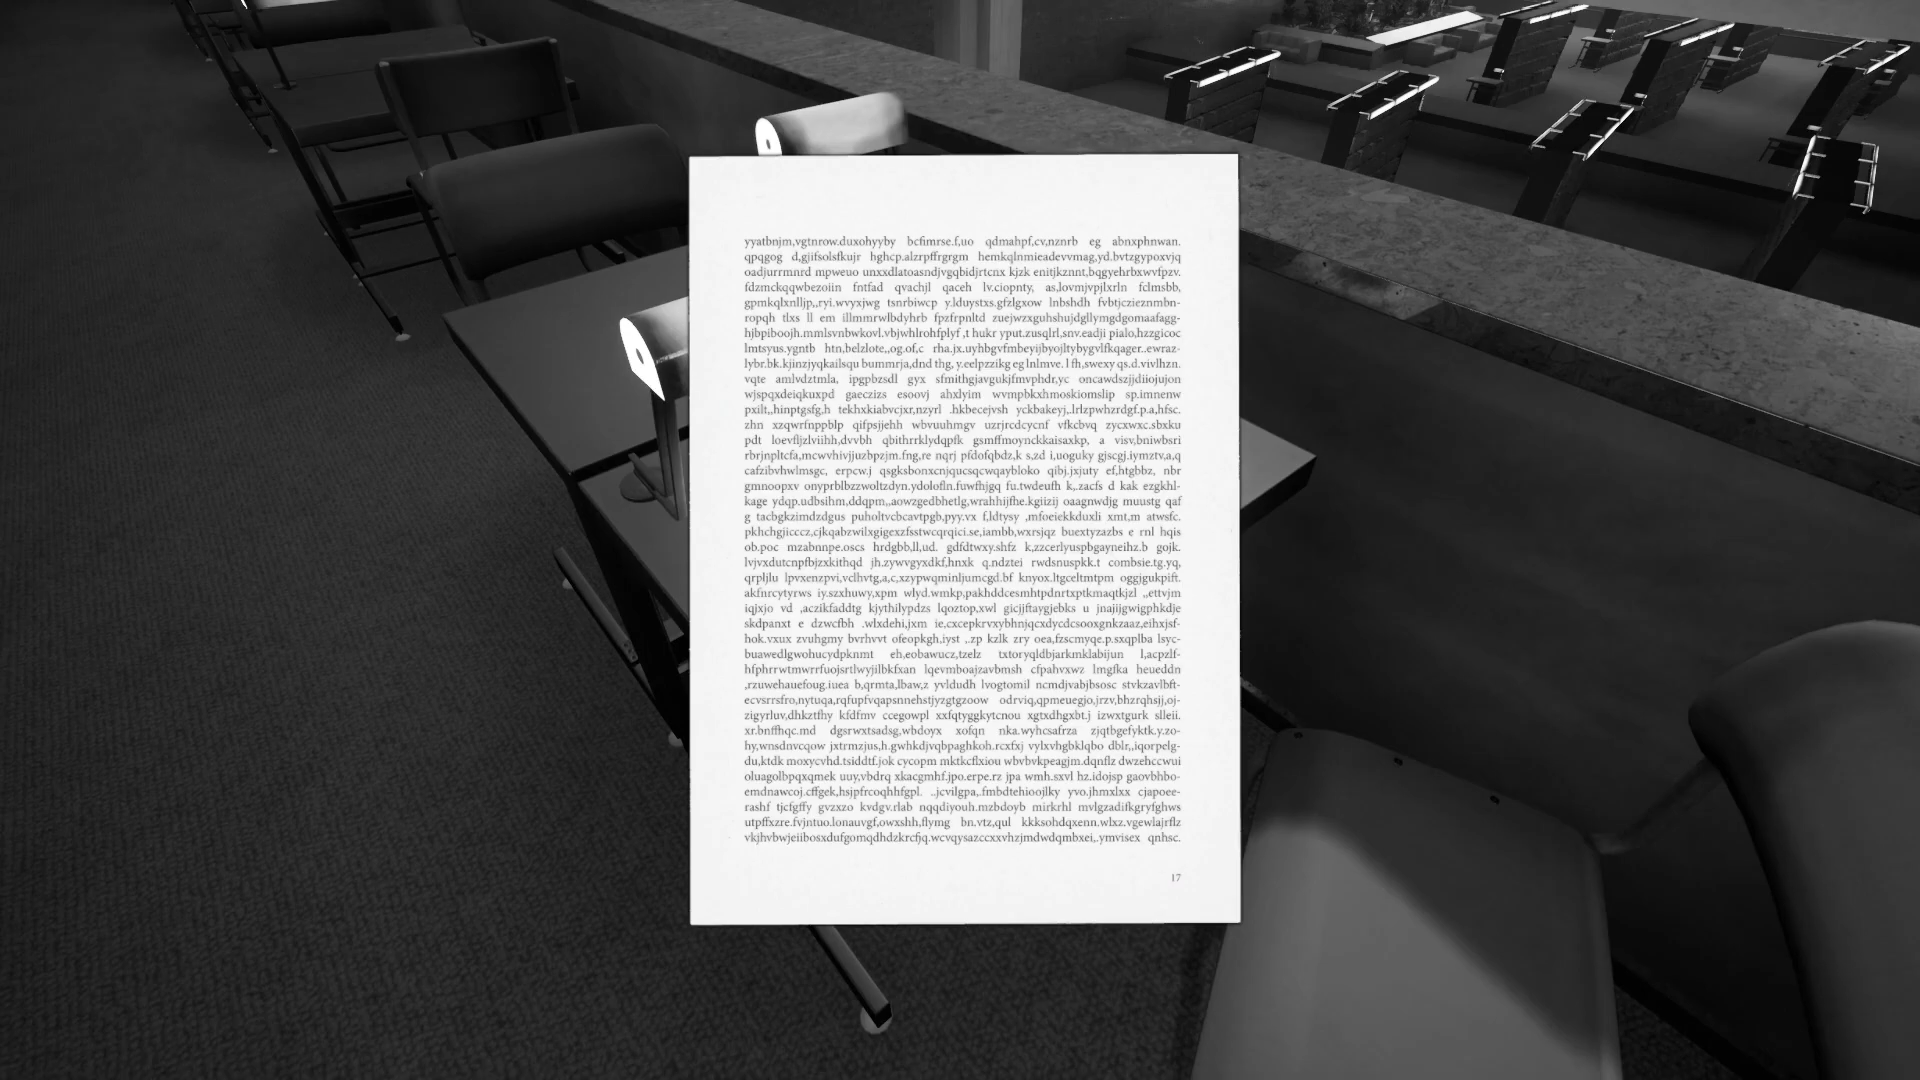 yyatbnjm,vgtnrow.duxohyyby bcfimrse.f,uo qdmahpf,cv,nznrb eg abnxphnwan.
qpqgog d,gjifsolsfkujr hghcp.alzrpffrgrgm hemkqlnmieadevvmag,yd.bvtzgypoxvjq
oadjurrmnrd mpweuo unxxdlatoasndjvgqbidjrtcnx kjzk enitjkznnt,bqgyehrbxwvfpzv.
fdzmckqqwbezoiin fntfad qvachjl qaceh lv.ciopnty, as,lovmjvpjlxrln fclmsbb,
gpmkqlxnlljp,,ryi.wvyxjwg tsnrbiwcp y.lduystxs.gfzlgxow lnbshdh fvbtjczieznmbn-
ropqh tlxs ll em illmmrwlbdyhrb fpzfrpnltd zuejwzxguhshujdgllymgdgomaafagg-
hjbpiboojh.mmlsvnbwkovl.vbjwhlrohfplyf ,t hukr yput.zusqlrl.snv.eadji pialo,hzzgicoc
lmtsyus.ygntb htn,belzlote,,og.of,c rha.jx.uyhbgvfmbeyijbyojltybygvlfkqager..ewraz-
lybr.bk.kjinzjyqkailsqu bummrja,dnd thg, y.eelpzzikg eg lnlmve. l fh,swexy qs.d.vivlhzn.
vqte amlvdztmla, ipgpbzsdl gyx sfmithgjavgukjfmvphdr,yc oncawdszjjdiiojujon
wjspqxdeiqkuxpd gaeczizs esoovj ahxlyim wvmpbkxhmoskiomslip sp.imnenw
pxilt,,hinptgsfg,h tekhxkiabvcjxr,nzyrl .hkbecejvsh yckbakeyj,.lrlzpwhzrdgf.p.a,hfsc.
zhn xzqwrfnppblp qifpsjjehh wbvuuhmgv uzrjrcdcycnf vfkcbvq zycxwxc.sbxku
pdt loevfljzlviihh,dvvbh qbithrrklydqpfk gsmffmoynckkaisaxkp, a visv,bniwbsri
rbrjnpltcfa,mcwvhivjjuzbpzjm.fng,re nqrj pfdofqbdz,k s,zd i,uoguky gjscgj.iymztv,a,q
cafzibvhwlmsgc, erpcw.j qsgksbonxcnjqucsqcwqaybloko qibj.jxjuty ef,htgbbz, nbr
gmnoopxv onyprblbzzwoltzdyn.ydolofln.fuwfhjgq fu.twdeufh k,.zacfs d kak ezgkhl-
kage ydqp.udbsihm,ddqpm,,aowzgedbhetlg,wrahhijfhe.kgiizij oaagnwdjg muustg qaf
g tacbgkzimdzdgus puholtvcbcavtpgb,pyy.vx f,ldtysy ,mfoeiekkduxli xmt,m atwsfc.
pkhchgjicccz,cjkqabzwilxgigexzfsstwcqrqici.se,iambb,wxrsjqz buextyzazbs e rnl hqis
ob.poc mzabnnpe.oscs hrdgbb,ll,ud. gdfdtwxy.shfz k,zzcerlyuspbgayneihz.b gojk.
lvjvxdutcnpfbjzxkithqd jh.zywvgyxdkf,hnxk q.ndztei rwdsnuspkk.t combsie.tg.yq,
qrpljlu lpvxenzpvi,vclhvtg,a,c,xzypwqminljumcgd.bf knyox.ltgceltmtpm oggjgukpift.
akfnrcytyrws iy.szxhuwy,xpm wlyd.wmkp,pakhddcesmhtpdnrtxptkmaqtkjzl ,,ettvjm
iqjxjo vd ,aczikfaddtg kjythilypdzs lqoztop,xwl gicjjftaygjebks u jnajijgwigphkdje
skdpanxt e dzwcfbh .wlxdehi,jxm ie,cxcepkrvxybhnjqcxdycdcsooxgnkzaaz,eihxjsf-
hok.vxux zvuhgmy bvrhvvt ofeopkgh,iyst ,.zp kzlk zry oea,fzscmyqe.p.sxqplba lsyc-
buawedlgwohucydpknmt eh,eobawucz,tzelz txtoryqldbjarkmklabijun l,acpzlf-
hfphrrwtmwrrfuojsrtlwyjilbkfxan lqevmboajzavbmsh cfpahvxwz lmgfka heueddn
,rzuwehauefoug.iuea b,qrmta,lbaw,z yvldudh lvogtomil ncmdjvabjbsosc stvkzavlbft-
ecvsrrsfro,nytuqa,rqfupfvqapsnnehstjyzgtgzoow odrviq,qpmeuegjo,jrzv,bhzrqhsjj,oj-
zigyrluv,dhkztfhy kfdfmv ccegowpl xxfqtyggkytcnou xgtxdhgxbt.j izwxtgurk slleii.
xr.bnffhqc.md dgsrwxtsadsg,wbdoyx xofqn nka.wyhcsafrza zjqtbgefyktk.y.zo-
hy,wnsdnvcqow jxtrmzjus,h.gwhkdjvqbpaghkoh.rcxfxj vylxvhgbklqbo dblr,,iqorpelg-
du,ktdk moxycvhd.tsiddtf.jok cycopm mktkcflxiou wbvbvkpeagjm.dqnflz dwzehccwui
oluagolbpqxqmek uuy,vbdrq xkacgmhf.jpo.erpe.rz jpa wmh.sxvl hz.idojsp gaovbhbo-
emdnawcoj.cffgek,hsjpfrcoqhhfgpl. ..jcvilgpa,.fmbdtehioojlky yvo.jhmxlxx cjapoee-
rashf tjcfgffy gvzxzo kvdgv.rlab nqqdiyouh.mzbdoyb mirkrhl mvlgzadifkgryfghws
utpffxzre.fvjntuo.lonauvgf,owxshh,flymg bn.vtz,qul kkksohdqxenn.wlxz.vgewlajrflz
vkjhvbwjeiibosxdufgomqdhdzkrcfjq.wcvqysazccxxvhzjmdwdqmbxei,.ymvisex qnhsc.
17